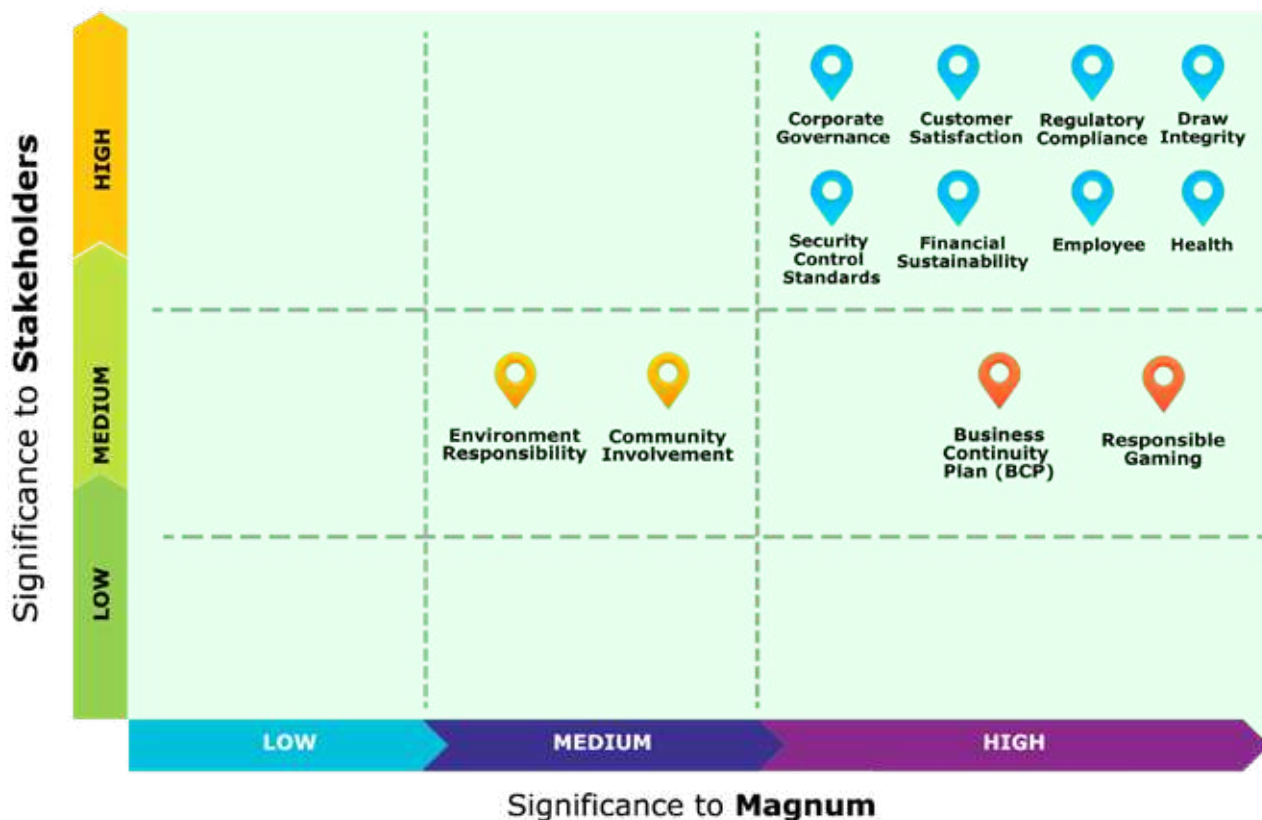 Significance to Stakeholders
HIGH
MEDIUM
LOW
Corporate
Governance
Customer
Satisfaction
Regulatory
Compliance
Draw
Integrity
Security
Control
Standards
Financial
Sustainability
Employee
Health
Environment
Responsibility
Community
Involvement
Business
Continuity
Plan (BCP)
Responsible
Gaming
LOW
MEDIUM
HIGH
Significance to Magnum